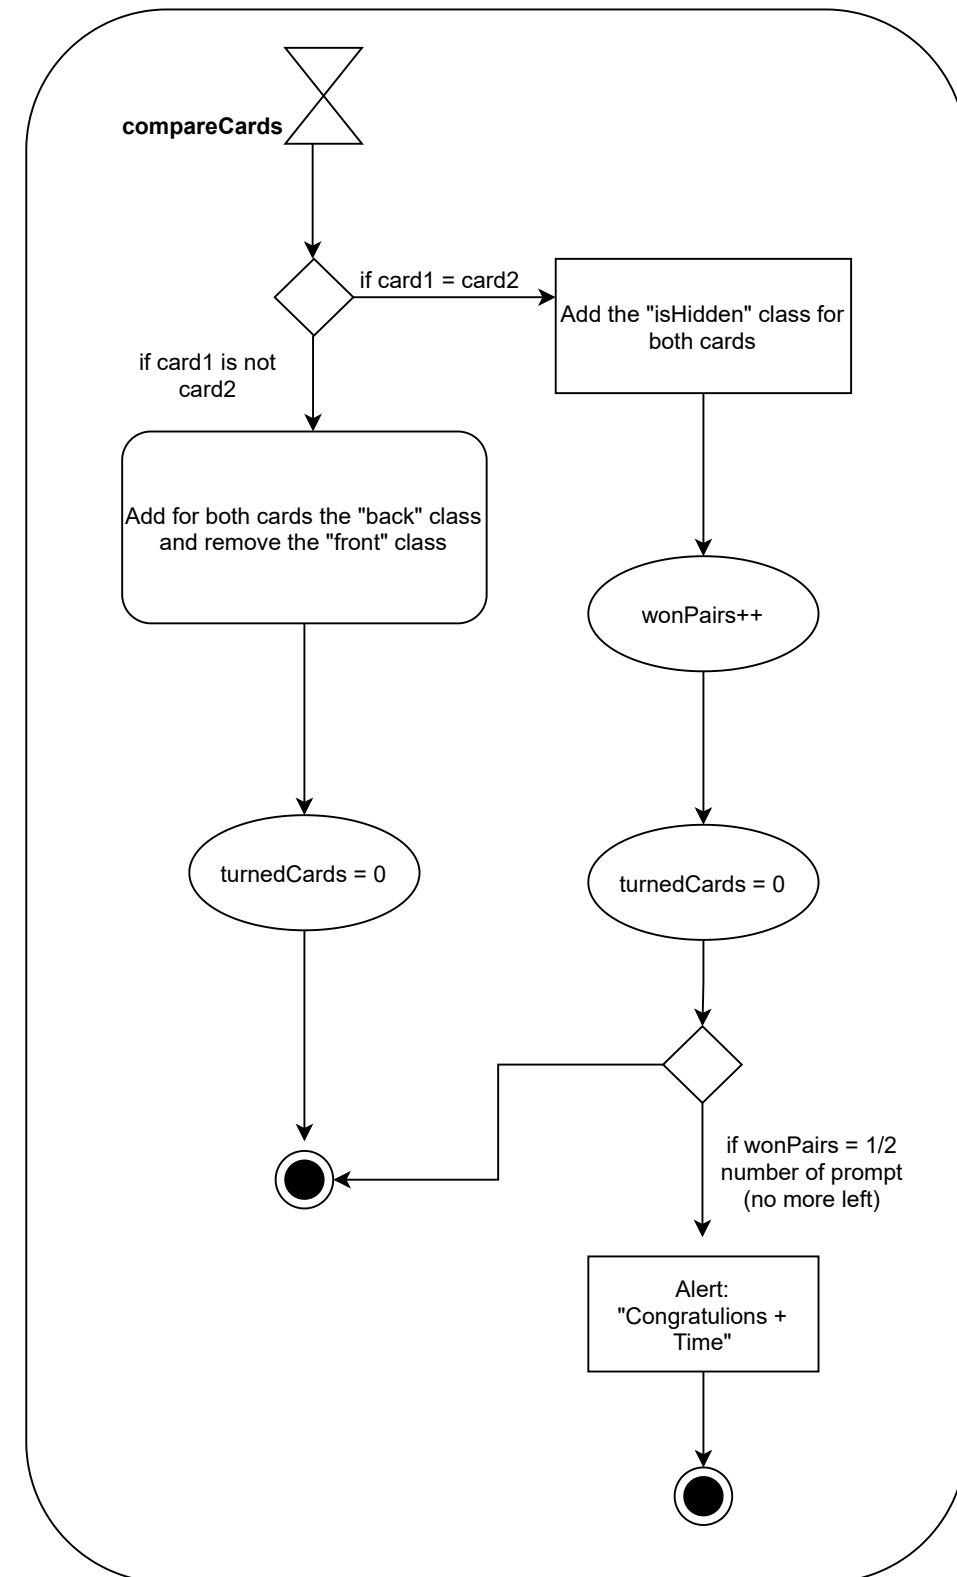 compareCards
if card1 = card2
Add the "isHidden" class for
both cards
if card1 is not
card2
Add for both cards the "back" class
and remove the "front" class
wonPairs++
turnedCards = 0
turnedCards = 0
if wonPairs = 1/2
number of prompt
(no more left)
Alert:
"Congratulions +
Time"